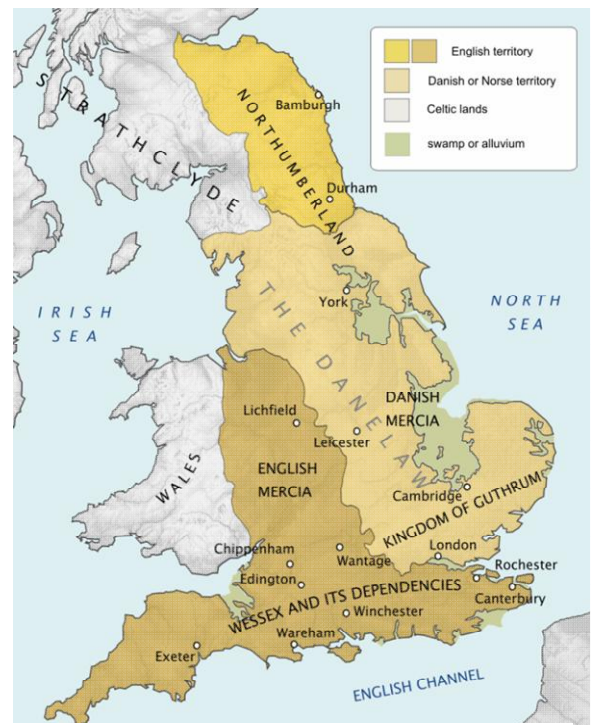 English territory
Danish or Norse territory
Celtic lands
swamp or alluvium
STRATHCLYDE
NORTHUMBERLAND
Bamburgh
Durham
IRISH
SEA
NORTH
SEA
York
THE DANELAW
DANISH
MERCIA
Lichfield
Leicester
ENGLISH
MERCIA
WALES
Cambridge
KINGDOM OF GUTHRUM
Chippenham
Wantage
London
Rochester
Edington
WESSEX AND ITS DEPENDENCIES
Canterbury
Winchester
Wareham
Exeter
ENGLISH CHANNEL